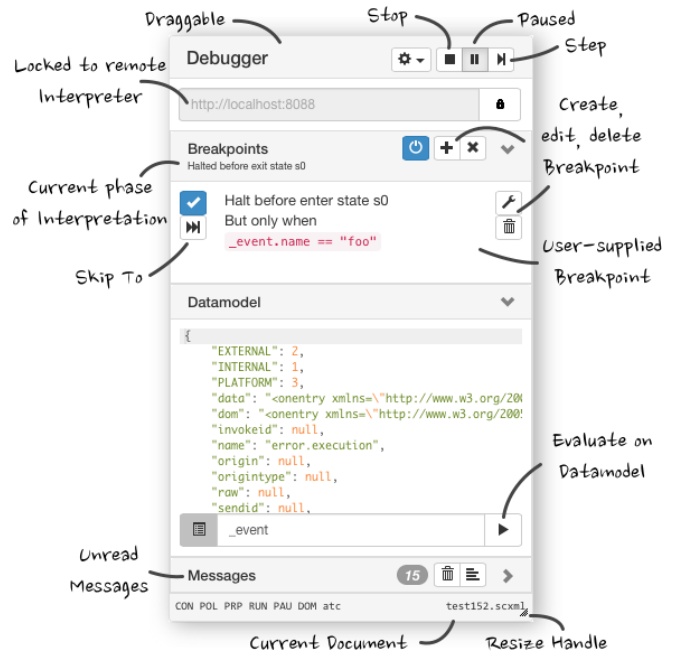 Draggable
Stop
Paused
Step
Debugger
Locked to remote
Interpreter
http://localhost:8088
Create,
edit, delete
Breakpoint
Breakpoints
Halted before exit state s0
Current phase
of Interpretation
Halt before enter state s0
But only when
_event.name == "foo"
Skip To
User-supplied
Breakpoint
Datamodel
{
"EXTERNAL": 2,
"INTERNAL": 1,
"PLATFORM": 3,
"data": "<onentry xmlns=\"http://www.w3.org/200
"dom": "<onentry xmlns=\"http://www.w3.org/2005
"invokeid": null,
"name": "error.execution",
"origin": null,
"origintype": null,
"raw": null,
"sendid": null,
Evaluate on
Datamodel
_event
Unread
Messages
Messages
15
CON POL PRP RUN PAU DOM atc
test152.scxml
Current Document
Resize Handle